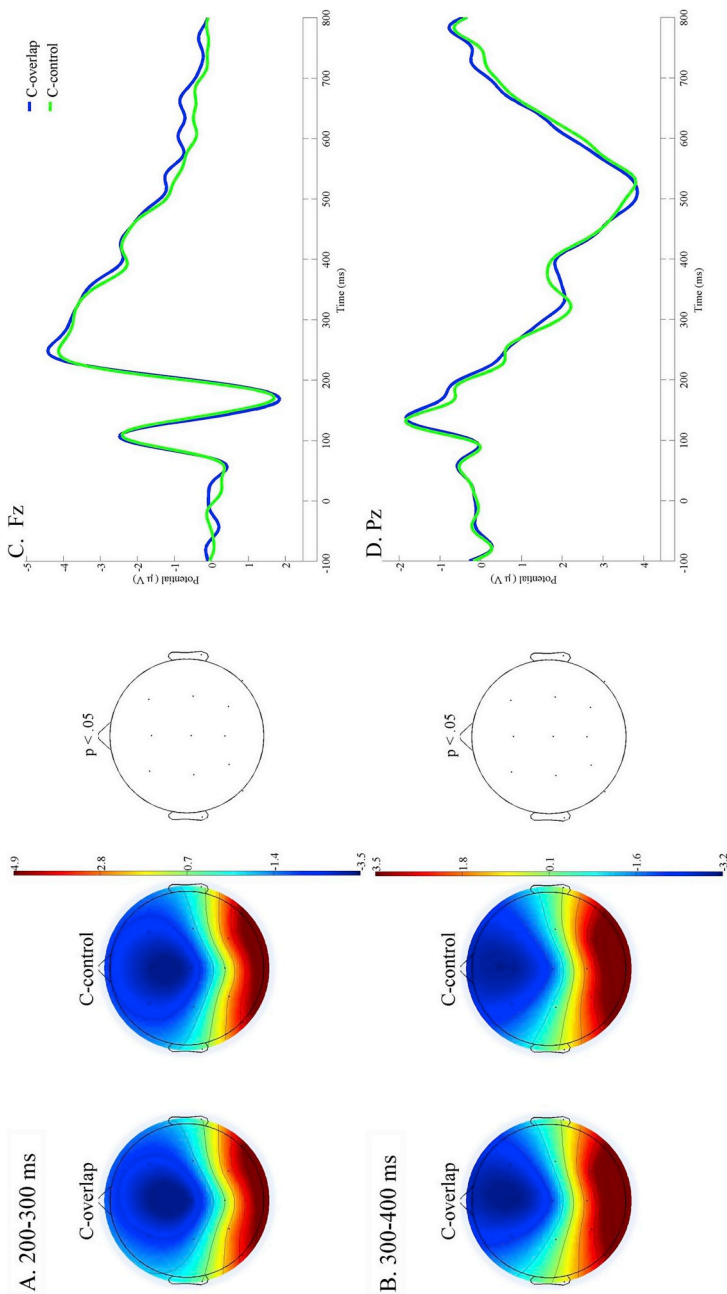 A. 200-300 ms
C-overlap
C-control
4.9
2.8
0.7
-1.4
-3.5
p < .05
B. 300-400 ms
C-overlap
C-control
3.5
1.8
0.1
-1.6
-3.2
p < .05
C. Fz
C-overlap
C-control
-5
-4
-3
-2
-1
0
1
2
Potential ( μ V)
-100
0
100
200
300
400
500
600
700
800
Time (ms)
D. Pz
-2
-1
0
1
2
3
4
Potential ( μ V)
-100
0
100
200
300
400
500
600
700
800
Time (ms)